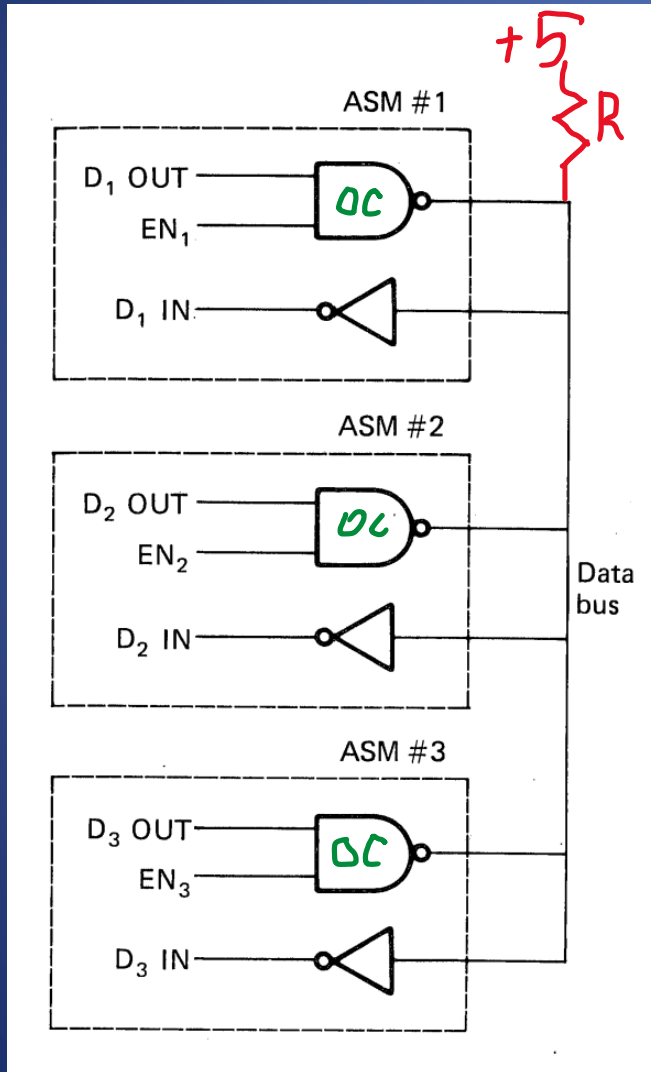 +5
R
ASM #1
D₁ OUT
OC
EN₁
D₁ IN
ASM #2
D₂ OUT
OC
EN₂
D₂ IN
Data
bus
ASM #3
D₃ OUT
OC
EN₃
D₃ IN